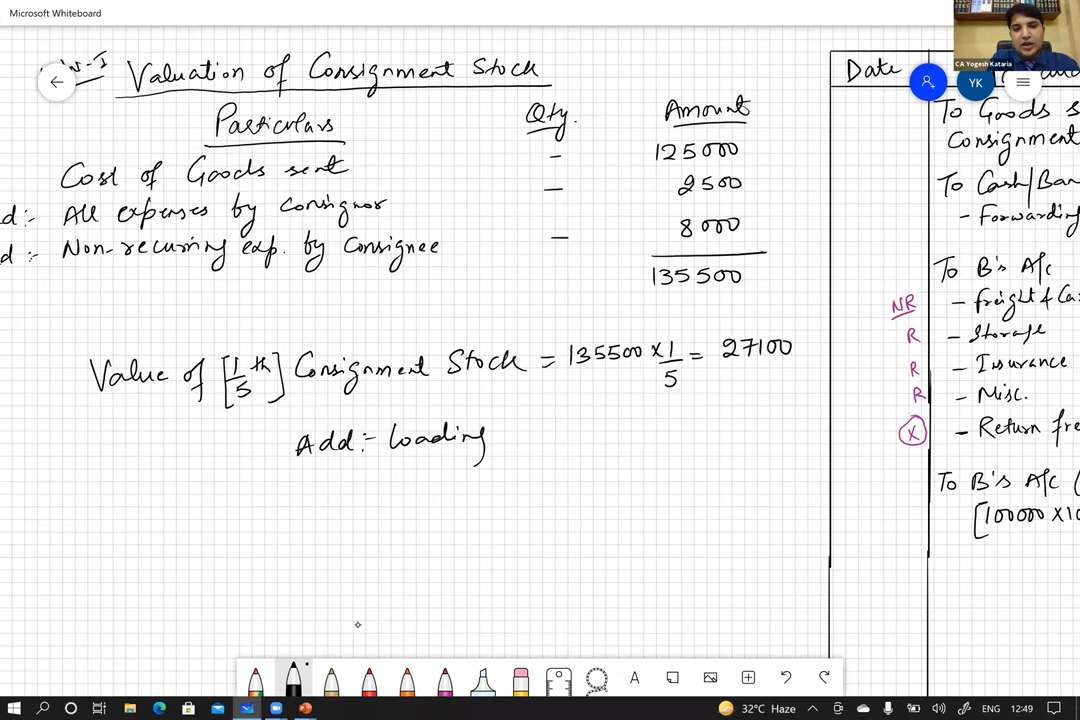 Microsoft Whiteboard
CA Yogesh Kataria
YK
Valuation of Consignment Stock
Particulars Qty. Amount
Cost of Goods sent - 125000
d:- All expenses by Consignor - 2500
d:- Non-recurring exp. by Consignee - 8000
135500
Value of [1/5 th] Consignment Stock = 135500 x 1/5 = 27100
Add:- Loading
Date
To Goods s
Consignment
To Cash/Ban
- Forwarding
To B's A/c
NR - Freight & Ca
R - Storage
R - Insurance
R - Misc.
X - Return fre
To B's A/c (
[100000 x 10
32°C Haze
ENG
12:49